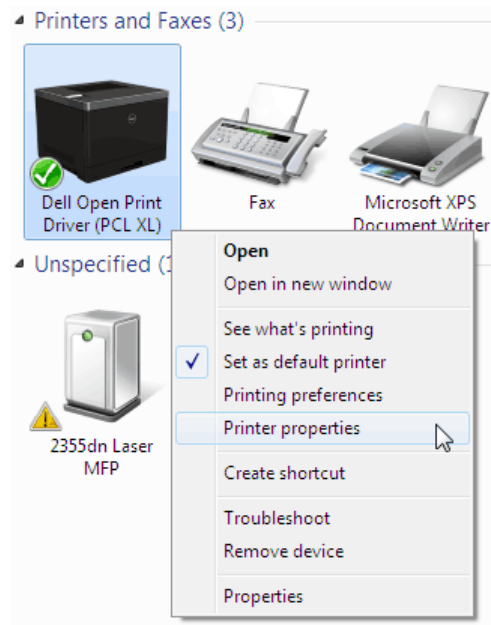 Printers and Faxes (3)
Dell Open Print
Driver (PCL XL)
Fax
Microsoft XPS
Document Writer
Unspecified (
2355dn Laser
MFP
Open
Open in new window
See what's printing
Set as default printer
Printing preferences
Printer properties
Create shortcut
Troubleshoot
Remove device
Properties